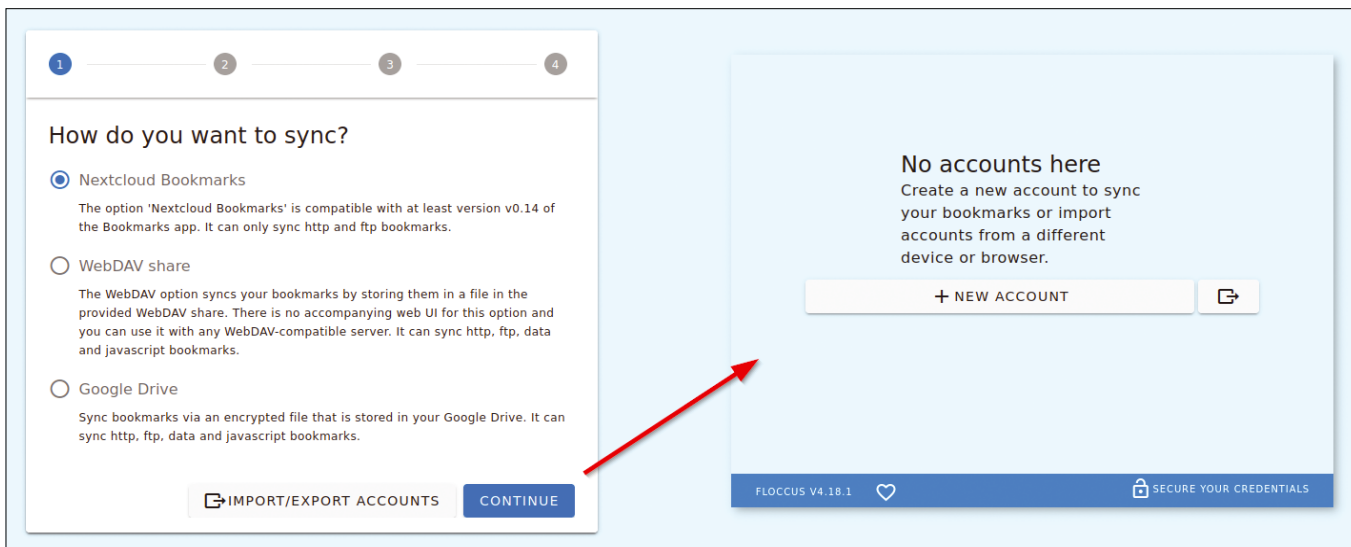 1
2
3
4
How do you want to sync?
Nextcloud Bookmarks
The option 'Nextcloud Bookmarks' is compatible with at least version v0.14 of
the Bookmarks app. It can only sync http and ftp bookmarks.
WebDAV share
The WebDAV option syncs your bookmarks by storing them in a file in the
provided WebDAV share. There is no accompanying web UI for this option and
you can use it with any WebDAV-compatible server. It can sync http, ftp, data
and javascript bookmarks.
Google Drive
Sync bookmarks via an encrypted file that is stored in your Google Drive. It can
sync http, ftp, data and javascript bookmarks.
IMPORT/EXPORT ACCOUNTS
CONTINUE
No accounts here
Create a new account to sync
your bookmarks or import
accounts from a different
device or browser.
+ NEW ACCOUNT
FLOCCUS V4.18.1
SECURE YOUR CREDENTIALS